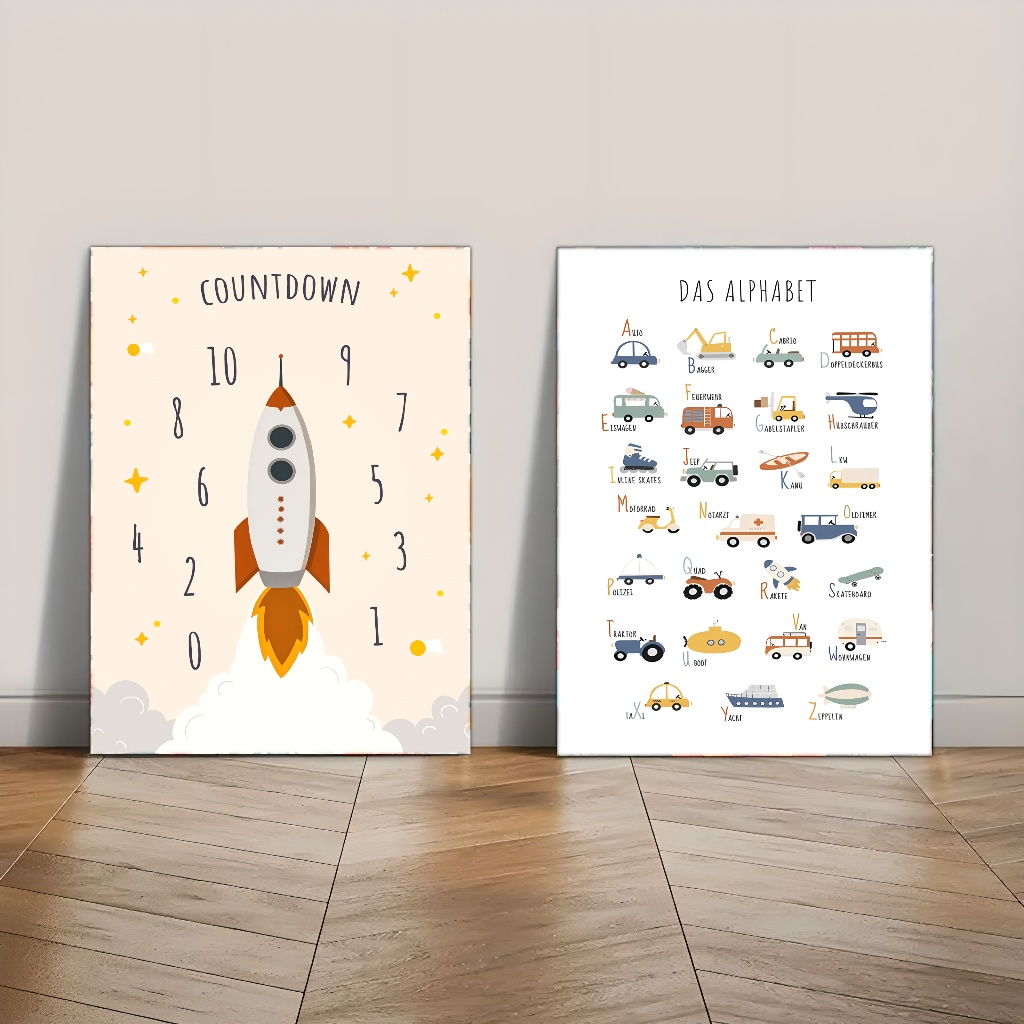 COUNTDOWN
10 9
8 7
6 5
4 3
2 1
0
DAS ALPHABET
AUTO
BAGGER
CABRIO
DOPPELDECKERBUS
EISWAGEN
FEUERWEHR
GABELSTAPLER
HUBSCHRAUBER
INLINE SKATES
JEEP
KANU
LKW
MOTORRAD
NOTARZT
OLDTIMER
POLIZEI
QUAD
RAKETE
SKATEBOARD
TRAKTOR
U-BOOT
VAN
WOHNWAGEN
TAXI
YACHT
ZEPPELIN